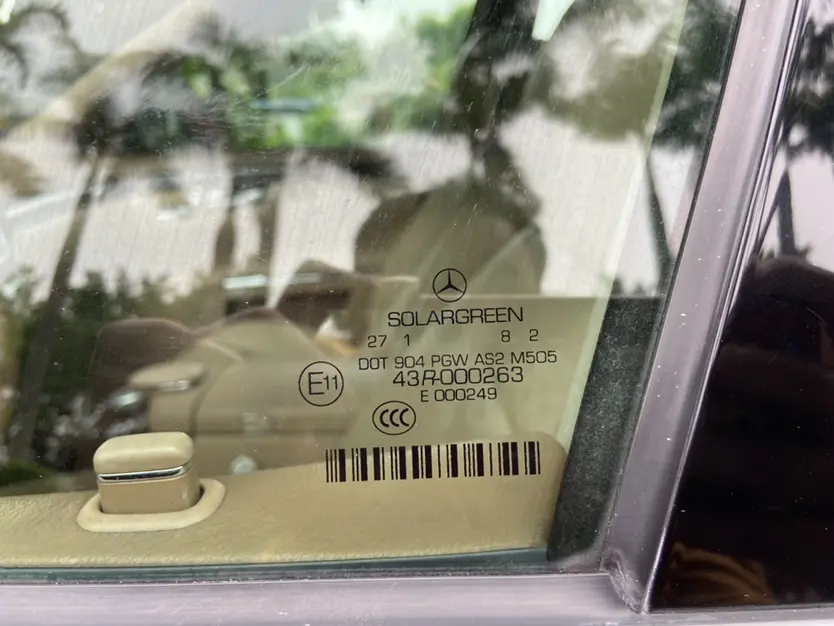 SOLARGREEN
27 1 8 2
DOT 904 PGW AS2 M505
E11
43R-000263
E 000249
CCC